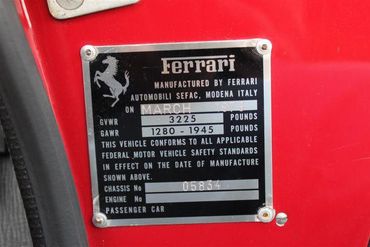 Ferrari
MANUFACTURED BY FERRARI
AUTOMOBILI SEFAC, MODENA ITALY
ON MARCH
GVWR 3225 POUNDS
GAWR 1280 - 1945 POUNDS
THIS VEHICLE CONFORMS TO ALL APPLICABLE
FEDERAL MOTOR VEHICLE SAFETY STANDARDS
IN EFFECT ON THE DATE OF MANUFACTURE
SHOWN ABOVE.
CHASSIS No 05834
ENGINE No
PASSENGER CAR